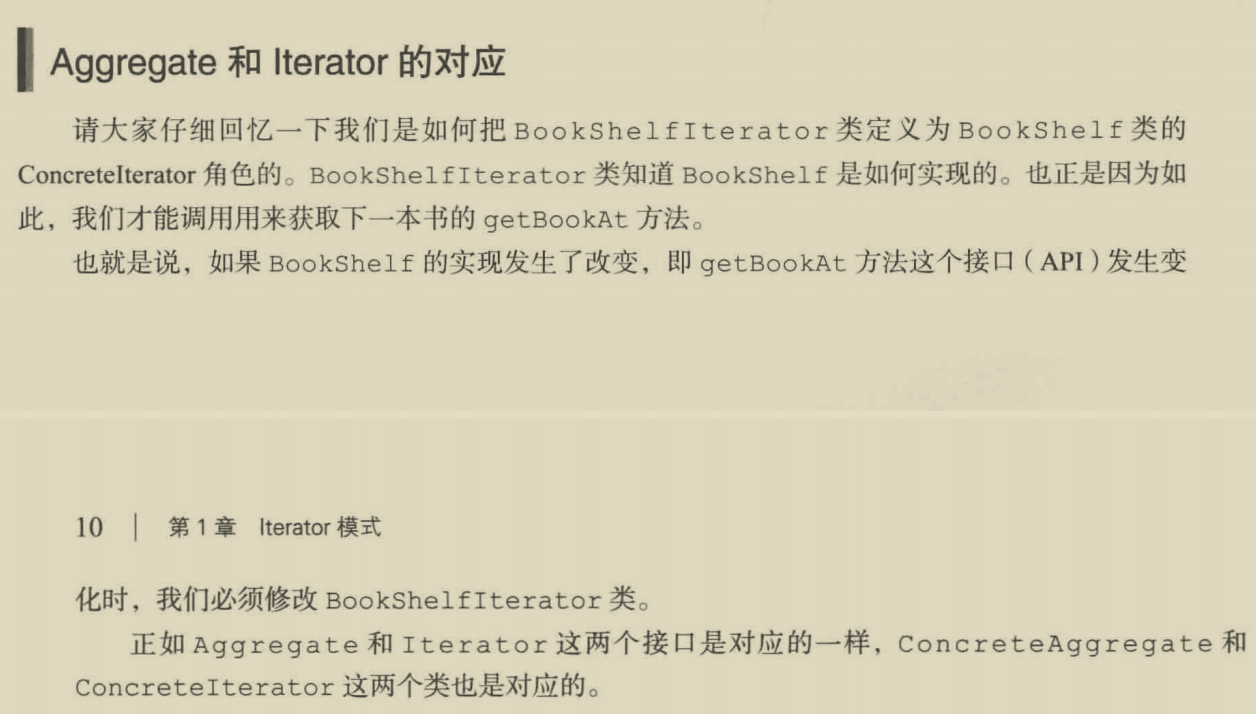 Aggregate 和 Iterator 的对应
请大家仔细回忆一下我们是如何把 BookShelfIterator 类定义为 BookShelf 类的
ConcreteIterator 角色的。BookShelfIterator 类知道 BookShelf 是如何实现的。也正是因为如
此，我们才能调用用来获取下一本书的 getBookAt 方法。
也就是说，如果 BookShelf 的实现发生了改变，即 getBookAt 方法这个接口（API）发生变
10 | 第 1 章 Iterator 模式
化时，我们必须修改 BookShelfIterator 类。
正如 Aggregate 和 Iterator 这两个接口是对应的一样，ConcreteAggregate 和
ConcreteIterator 这两个类也是对应的。